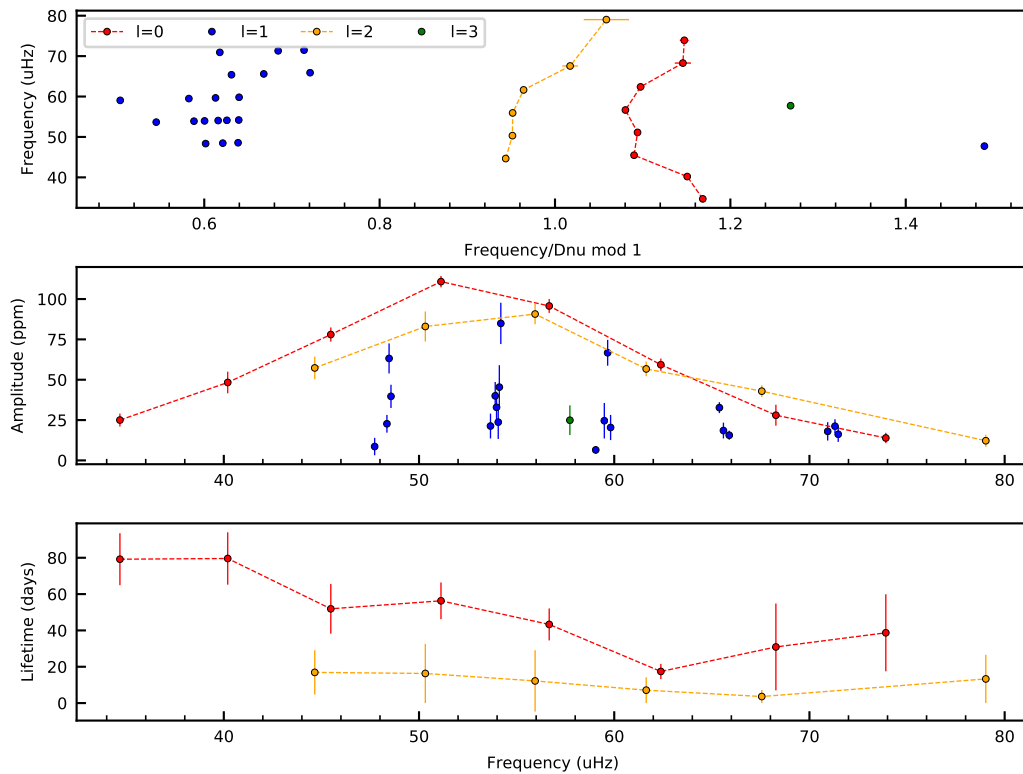 80
70
60
50
40
Frequency (uHz)
l=0 l=1 l=2 l=3
0.6 0.8 1.0 1.2 1.4
Frequency/Dnu mod 1
100
75
50
25
0
Amplitude (ppm)
40 50 60 70 80
80
60
40
20
0
Lifetime (days)
40 50 60 70 80
Frequency (uHz)